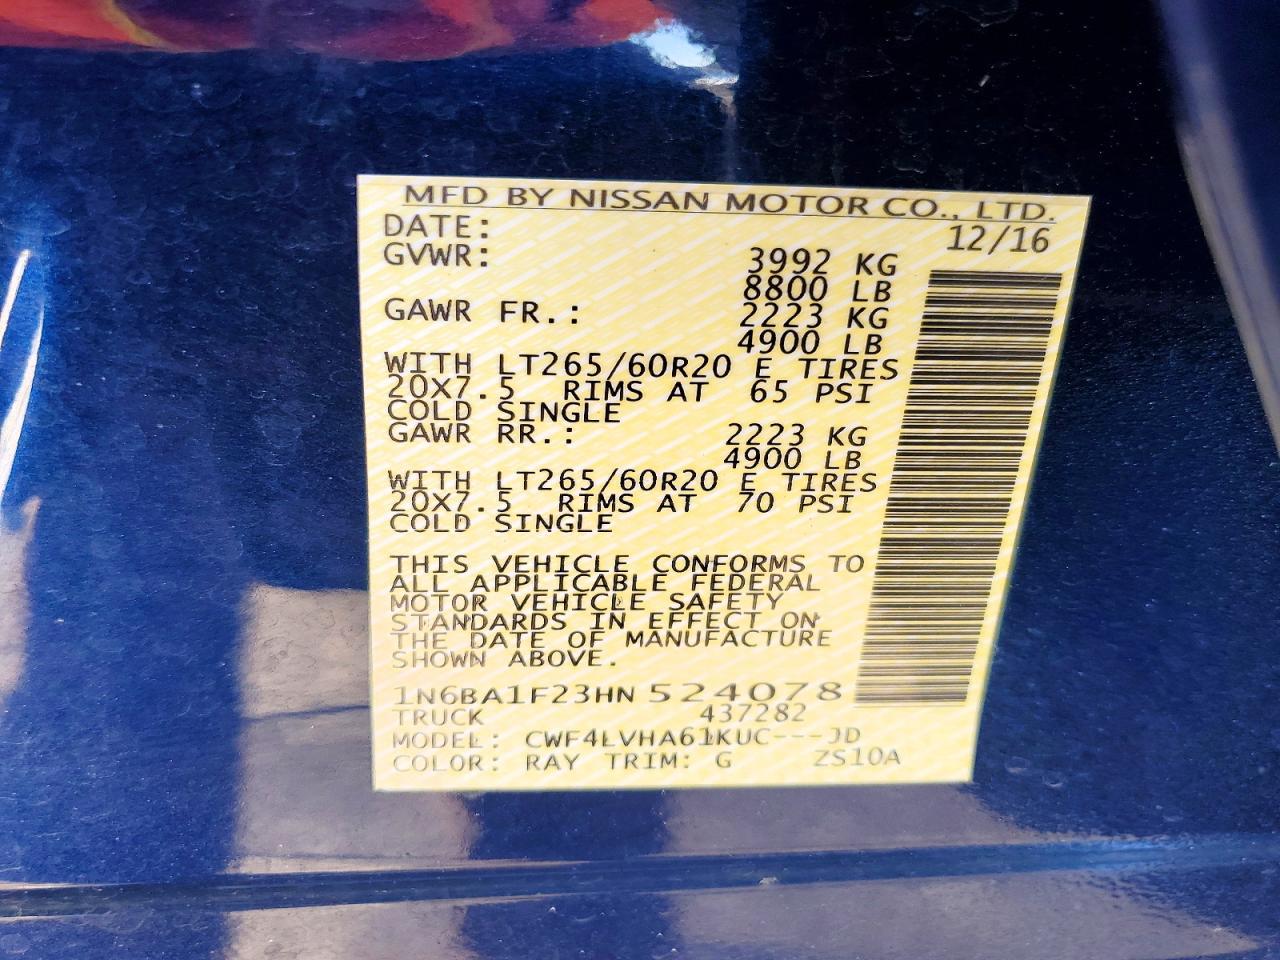 MFD BY NISSAN MOTOR CO., LTD.
DATE: 12/16
GVWR: 3992 KG
8800 LB
GAWR FR.: 2223 KG
4900 LB
WITH LT265/60R20 E TIRES
20X7.5 RIMS AT 65 PSI
COLD SINGLE
GAWR RR.: 2223 KG
4900 LB
WITH LT265/60R20 E TIRES
20X7.5 RIMS AT 70 PSI
COLD SINGLE
THIS VEHICLE CONFORMS TO
ALL APPLICABLE FEDERAL
MOTOR VEHICLE SAFETY
STANDARDS IN EFFECT ON
THE DATE OF MANUFACTURE
SHOWN ABOVE.
1N6BA1F23HN524078
TRUCK 437282
MODEL: CWF4LVHA61KUC---JD
COLOR: RAY TRIM: G ZS10A